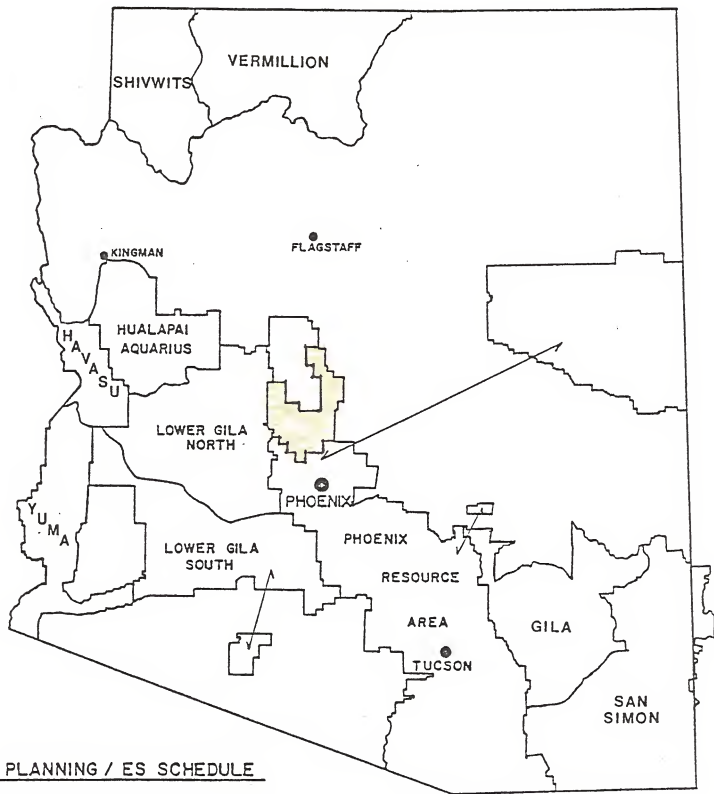 SHIVWITS
VERMILLION
KINGMAN
FLAGSTAFF
HUALAPAI
AQUARIUS
HAVASU
LOWER GILA
NORTH
PHOENIX
YUMA
LOWER GILA
SOUTH
PHOENIX
RESOURCE
AREA
GILA
TUCSON
SAN
SIMON
PLANNING / ES SCHEDULE